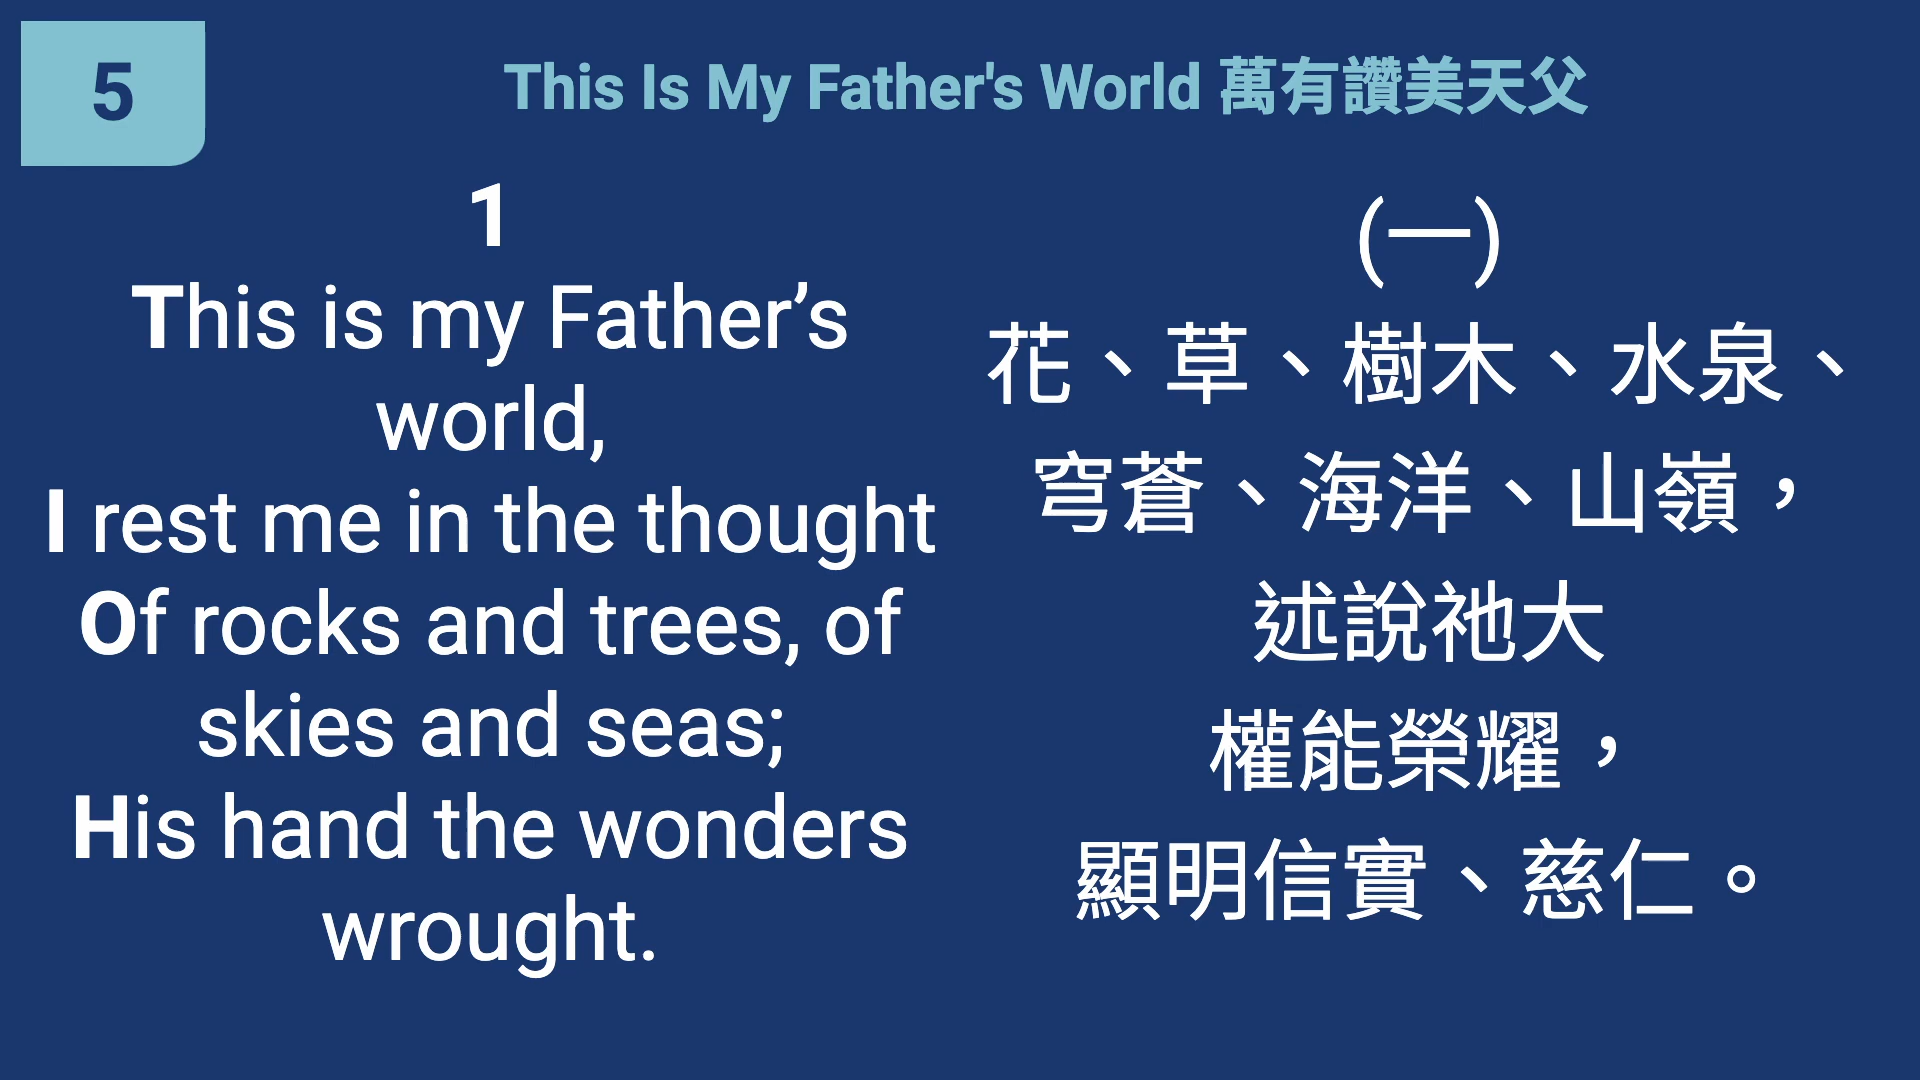 5
This Is My Father's World 萬有讚美天父
1
This is my Father’s
world,
I rest me in the thought
Of rocks and trees, of
skies and seas;
His hand the wonders
wrought.
(一)
花、草、樹木、水泉、
穹蒼、海洋、山嶺，
述說祂大
權能榮耀，
顯明信實、慈仁。